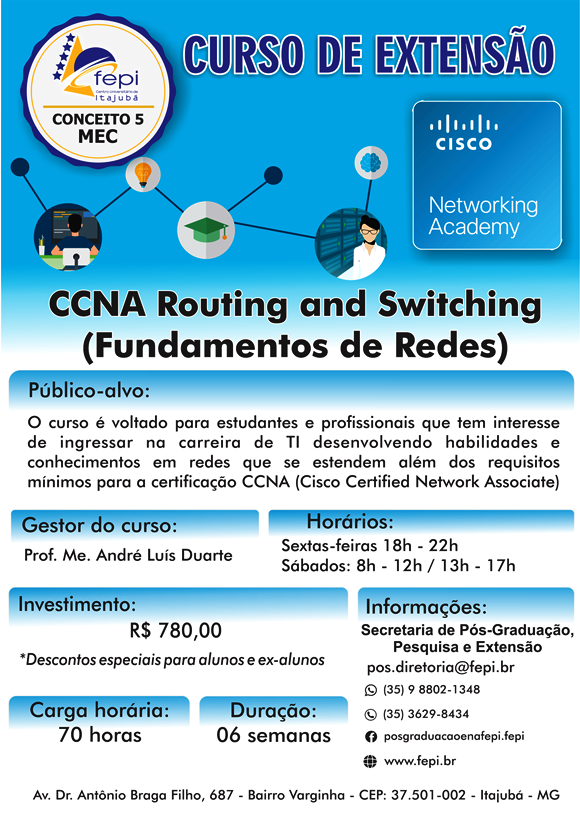 fepi
Centro universitário de
Itajubá
CONCEITO 5
MEC
CURSO DE EXTENSÃO
CISCO
Networking
Academy
CCNA Routing and Switching
(Fundamentos de Redes)
Público-alvo:
O curso é voltado para estudantes e profissionais que tem interesse
de ingressar na carreira de TI desenvolvendo habilidades e
conhecimentos em redes que se estendem além dos requisitos
mínimos para a certificação CCNA (Cisco Certified Network Associate)
Gestor do curso:
Prof. Me. André Luís Duarte
Horários:
Sextas-feiras 18h - 22h
Sábados: 8h - 12h / 13h - 17h
Investimento:
R$ 780,00
*Descontos especiais para alunos e ex-alunos
Carga horária:
70 horas
Duração:
06 semanas
Informações:
Secretaria de Pós-Graduação,
Pesquisa e Extensão
pos.diretoria@fepi.br
(35) 9 8802-1348
(35) 3629-8434
posgraduacaoenafepi.fepi
www.fepi.br
Av. Dr. Antônio Braga Filho, 687 - Bairro Varginha - CEP: 37.501-002 - Itajubá - MG